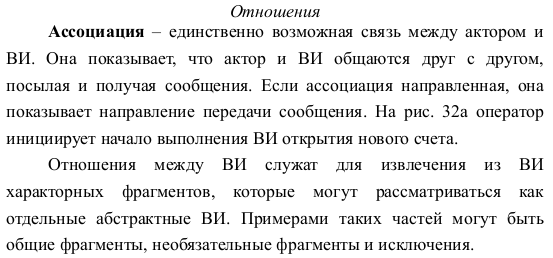 Отношения
Ассоциация – единственно возможная связь между актором и
ВИ. Она показывает, что актор и ВИ общаются друг с другом,
посылая и получая сообщения. Если ассоциация направленная, она
показывает направление передачи сообщения. На рис. 32а оператор
инициирует начало выполнения ВИ открытия нового счета.
Отношения между ВИ служат для извлечения из ВИ
характорных фрагментов, которые могут рассматриваться как
отдельные абстрактные ВИ. Примерами таких частей могут быть
общие фрагменты, необязательные фрагменты и исключения.